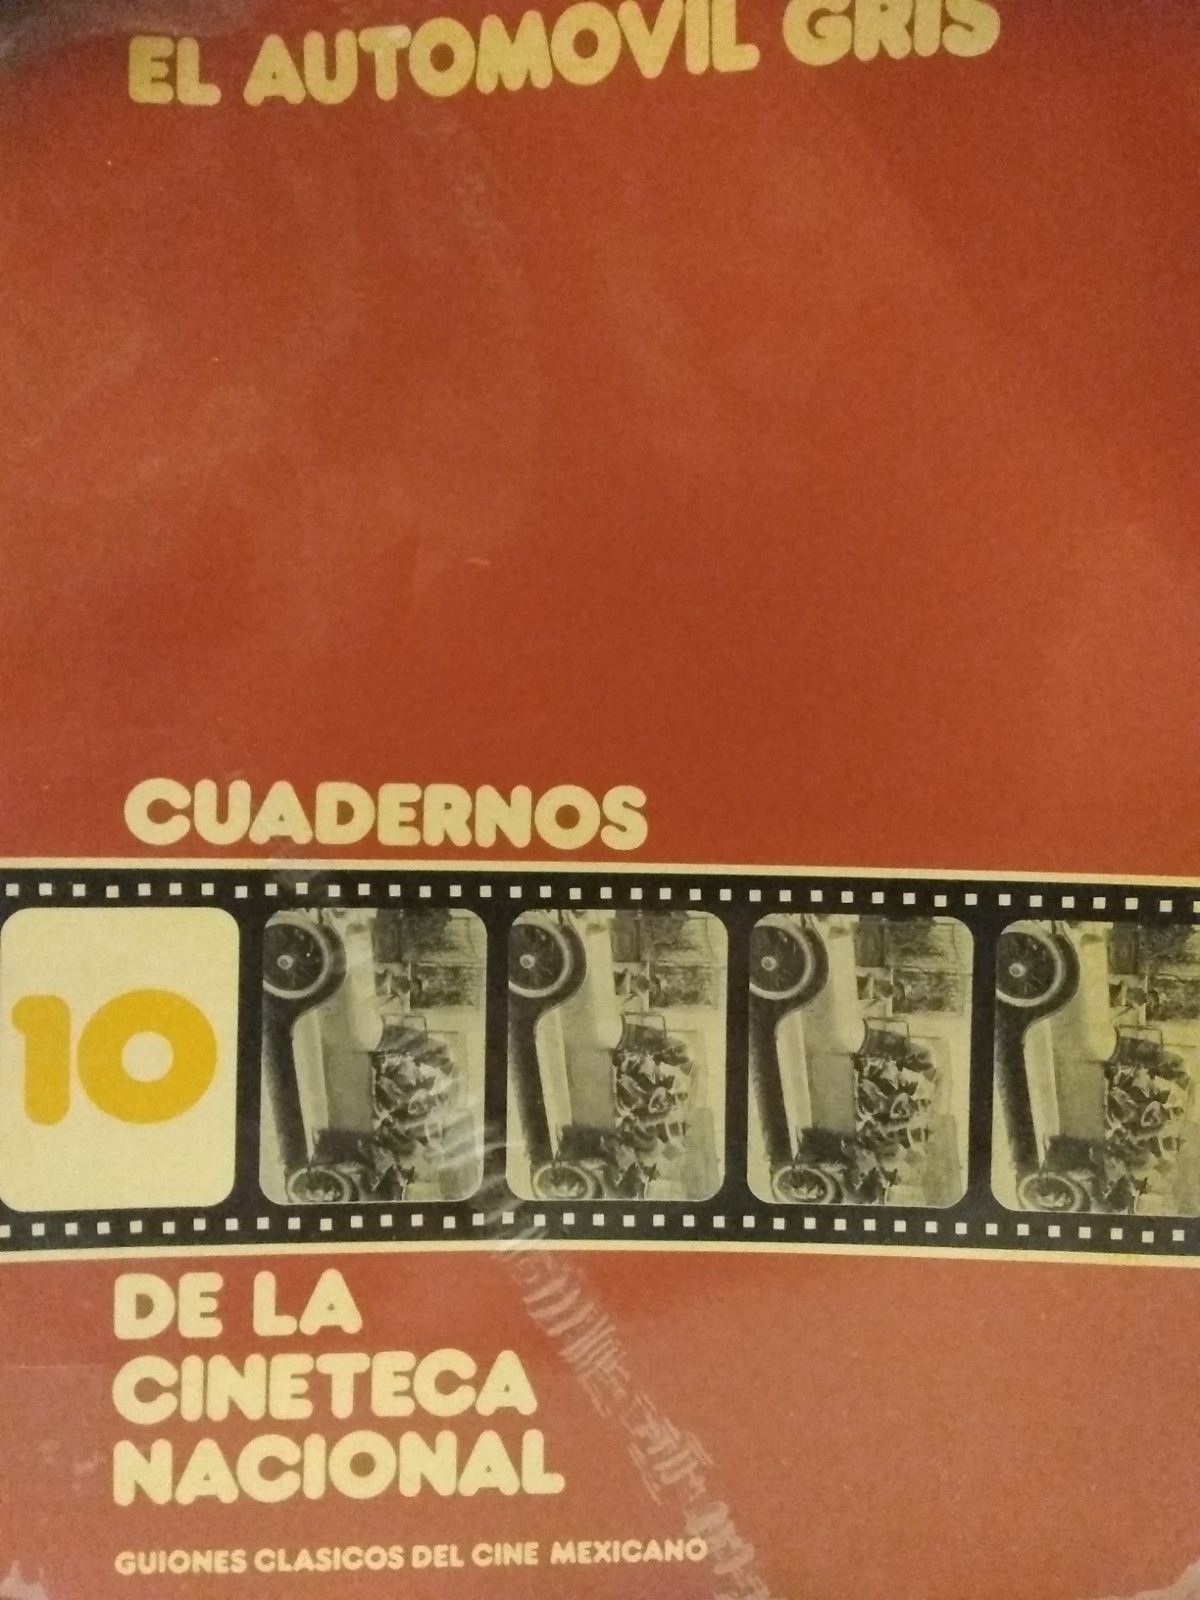 EL AUTOMOVIL GRIS
CUADERNOS
10
DE LA
CINETECA
NACIONAL
GUIONES CLASICOS DEL CINE MEXICANO